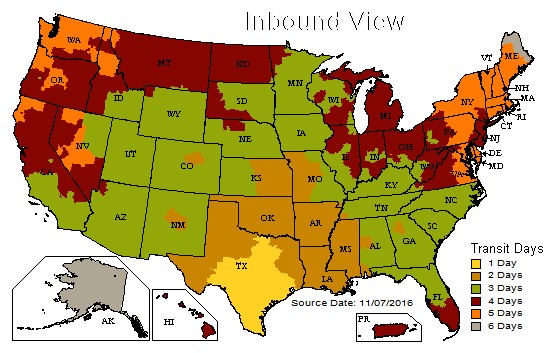 Inbound View
WA
MT
ND
MN
VT
ME
OR
ID
SD
WI
MI
NY
NH
MA
RI
CT
WY
NE
IA
IL
IN
OH
PA
NJ
NV
UT
CO
KS
MO
KY
WV
VA
DE
MD
CA
AZ
NM
OK
AR
TN
NC
SC
TX
LA
MS
AL
GA
FL
AK
HI
PR
Source Date: 11/07/2016
Transit Days
1 Day
2 Days
3 Days
4 Days
5 Days
6 Days